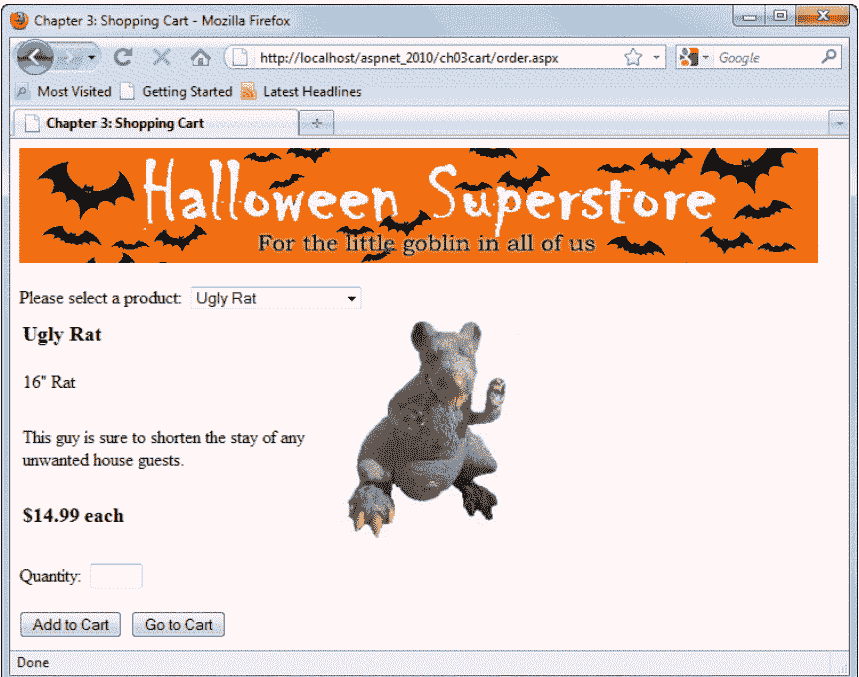 Chapter 3: Shopping Cart - Mozilla Firefox
http://localhost/aspnet_2010/ch03cart/order.aspx
Google
Most Visited Getting Started Latest Headlines
Chapter 3: Shopping Cart
Halloween Superstore
For the little goblin in all of us
Please select a product: Ugly Rat
Ugly Rat
16" Rat
This guy is sure to shorten the stay of any
unwanted house guests.
$14.99 each
Quantity:
Add to Cart Go to Cart
Done